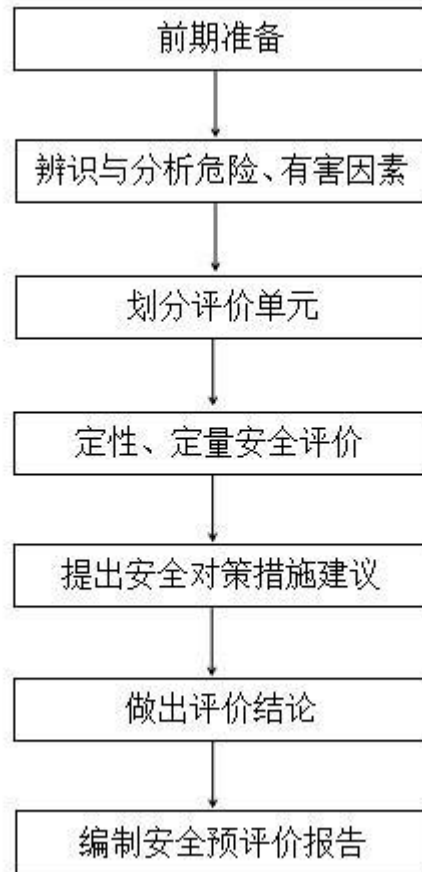 前期准备
辨识与分析危险、有害因素
划分评价单元
定性、定量安全评价
提出安全对策措施建议
做出评价结论
编制安全预评价报告